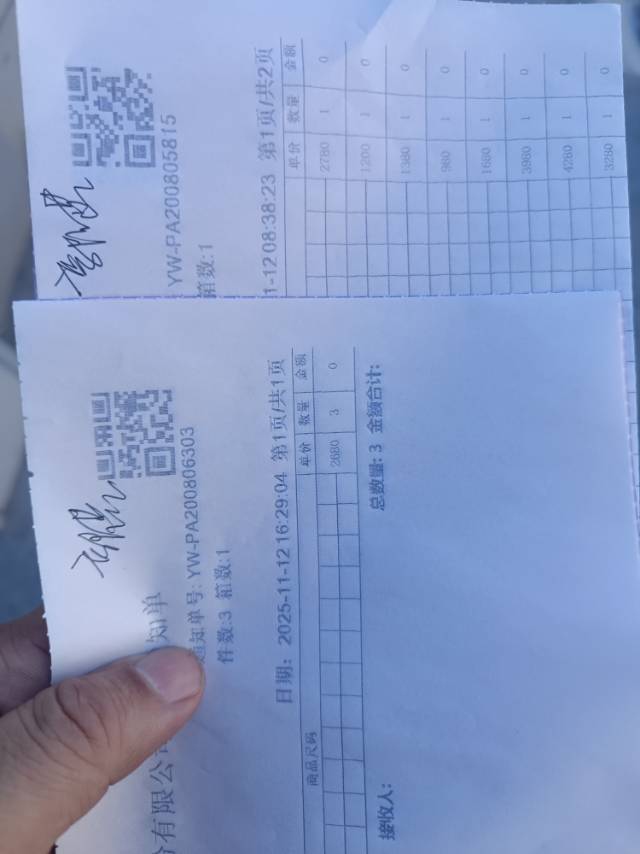 YW-PA200805815
箱数:1
1-12 08:38:23 第1页/共2页
单价 数量 金额
2780 1 0
1200 1 0
1380 1 0
980 1 0
1680 1 0
3980 1 0
4280 1 0
3280 1 0
份有限公司
知单
通知单号: YW-PA200806303
件数:3 箱数:1
日期: 2025-11-12 16:29:04 第1页/共1页
商品尺码 单价 数量 金额
2680 3 0
总数量: 3 金额合计:
接收人: